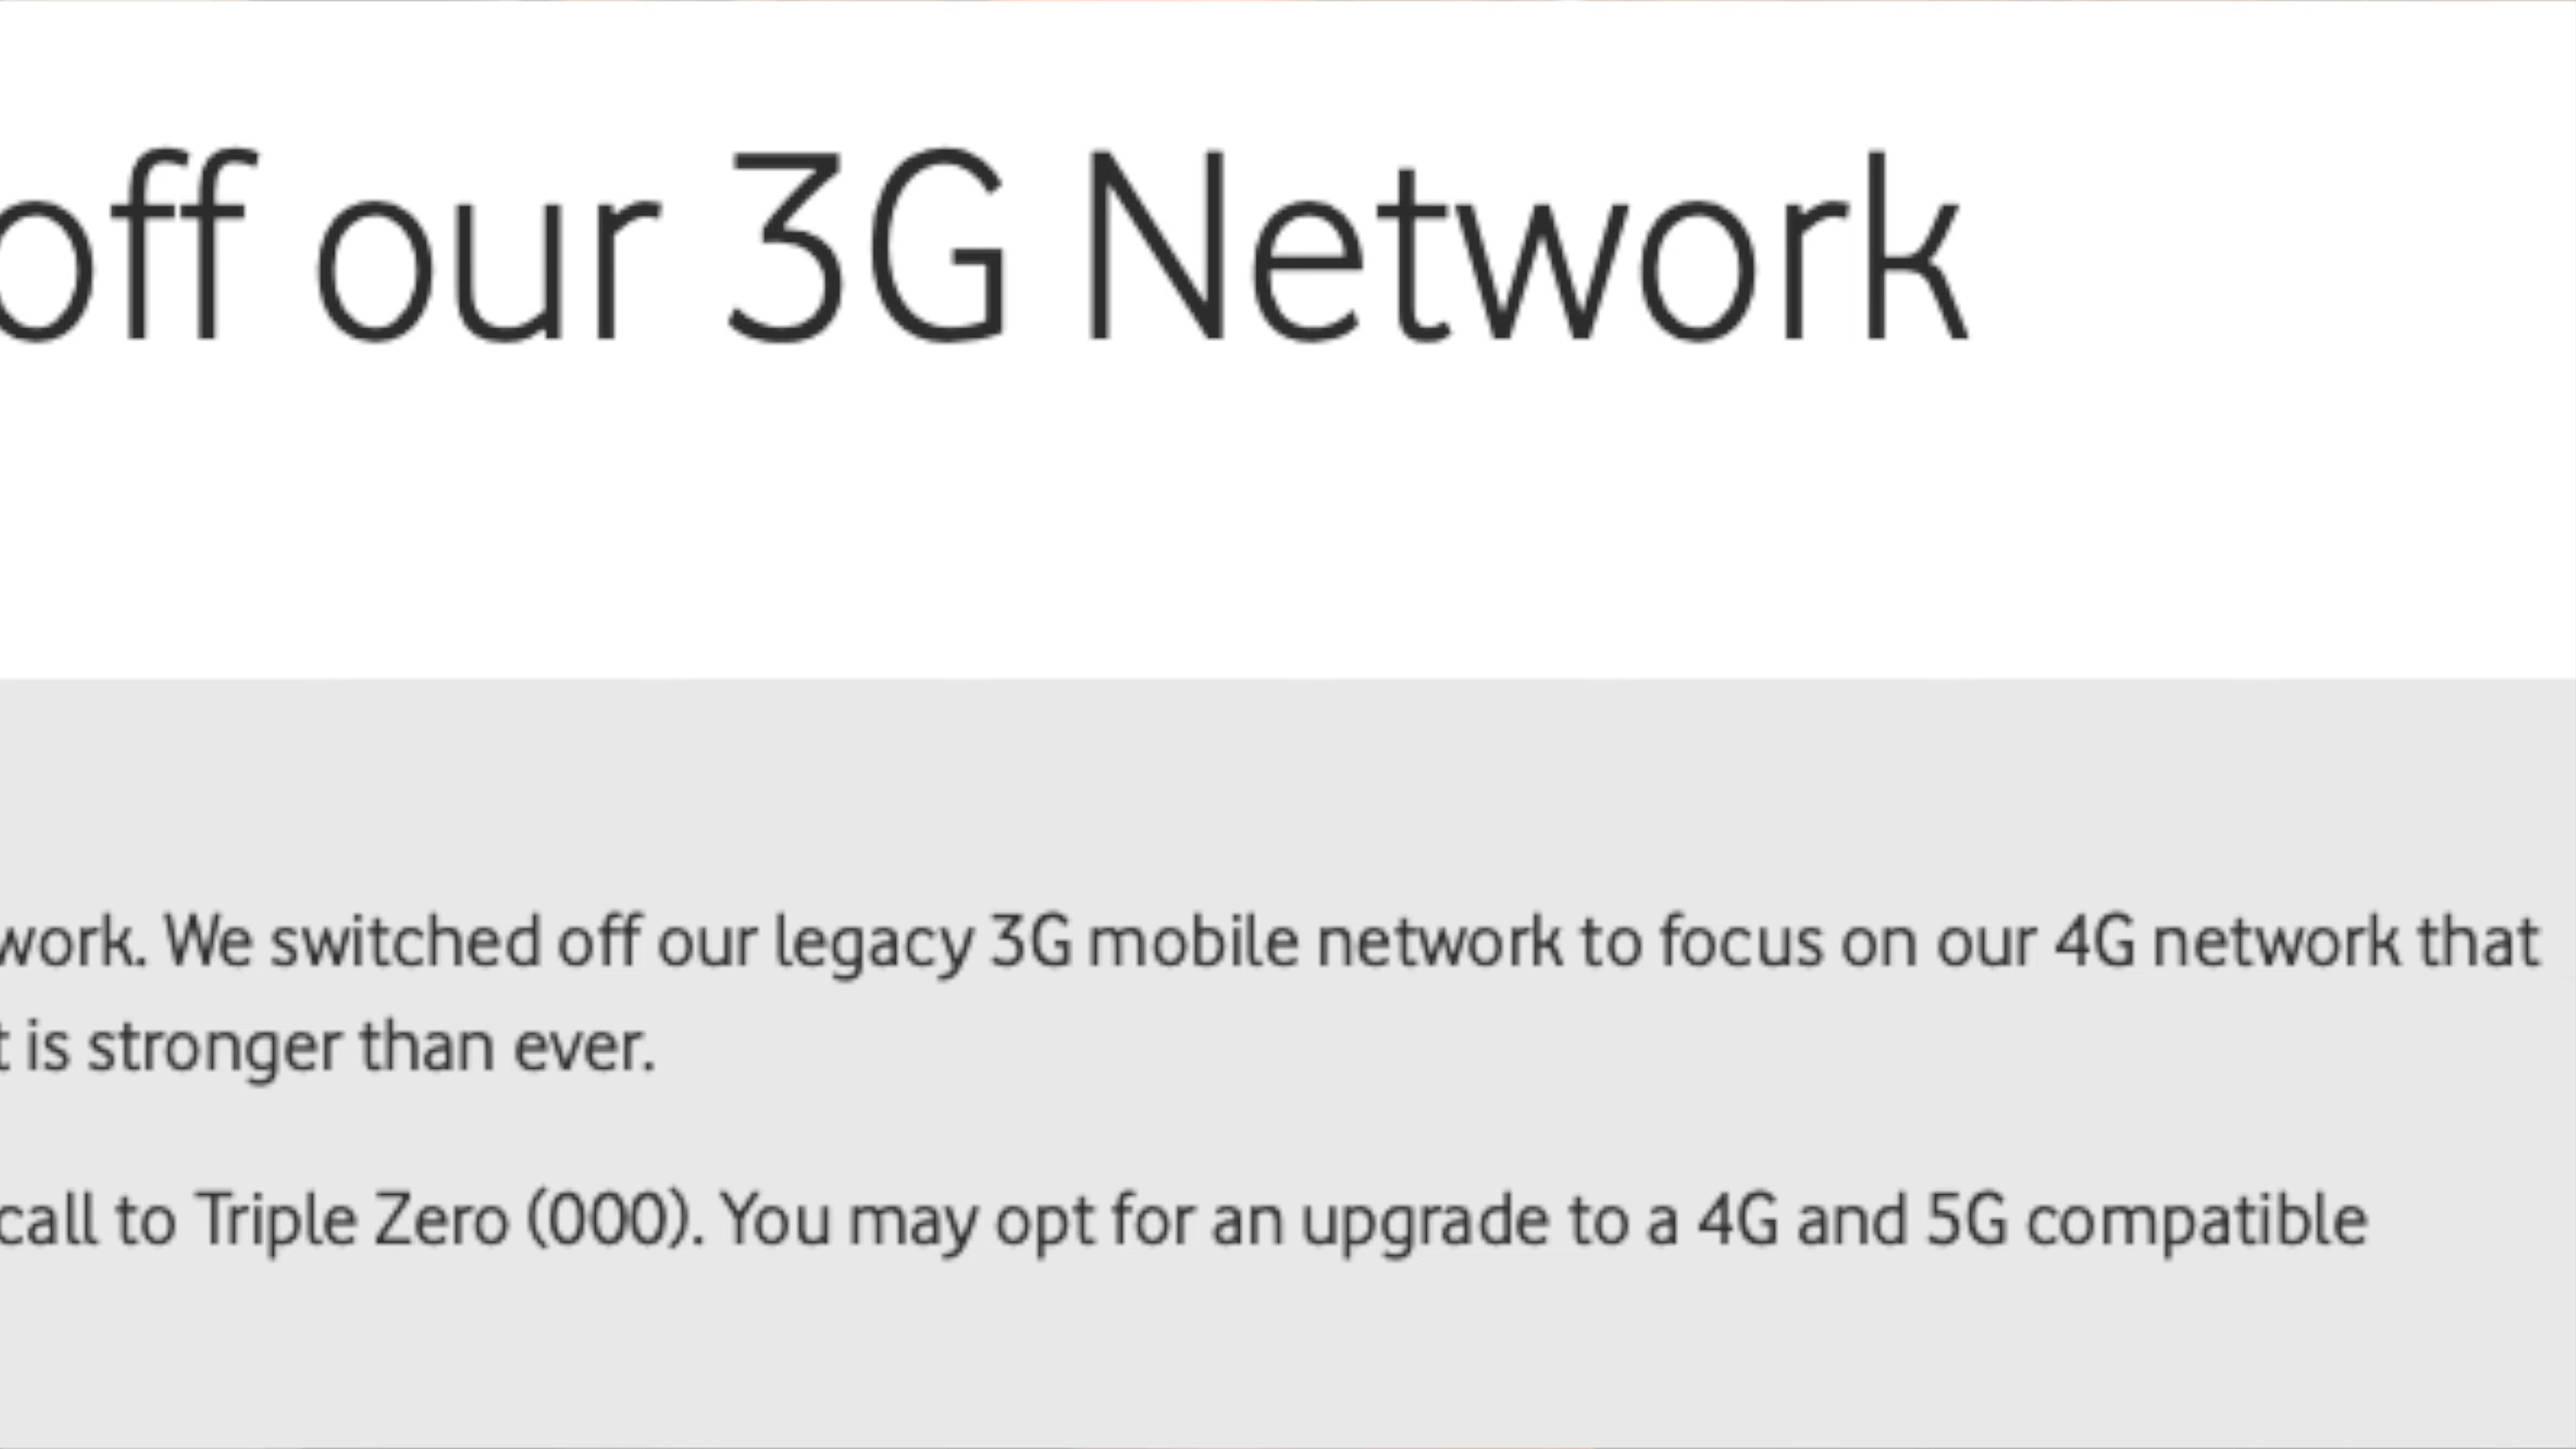 off our 3G Network
work. We switched off our legacy 3G mobile network to focus on our 4G network that
is stronger than ever.
call to Triple Zero (000). You may opt for an upgrade to a 4G and 5G compatible